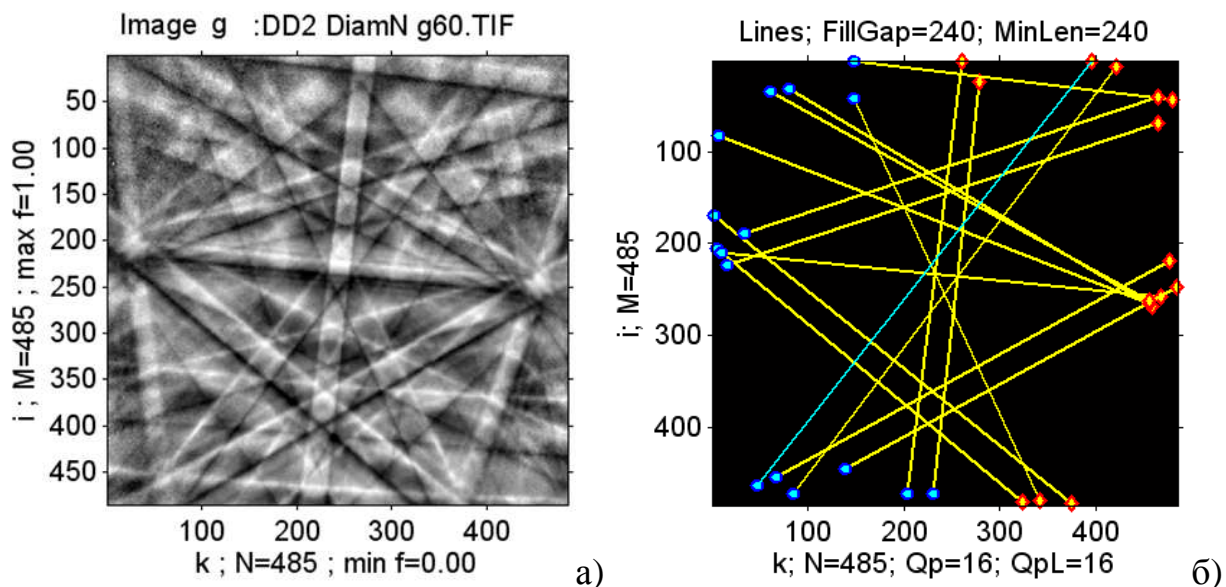 Image g :DD2 DiamN g60.TIF
i ; M=485 ; max f=1.00
50
100
150
200
250
300
350
400
450
100
200
300
400
k ; N=485 ; min f=0.00
а)
Lines; FillGap=240; MinLen=240
i; M=485
100
200
300
400
100
200
300
400
k; N=485; Qp=16; QpL=16
б)